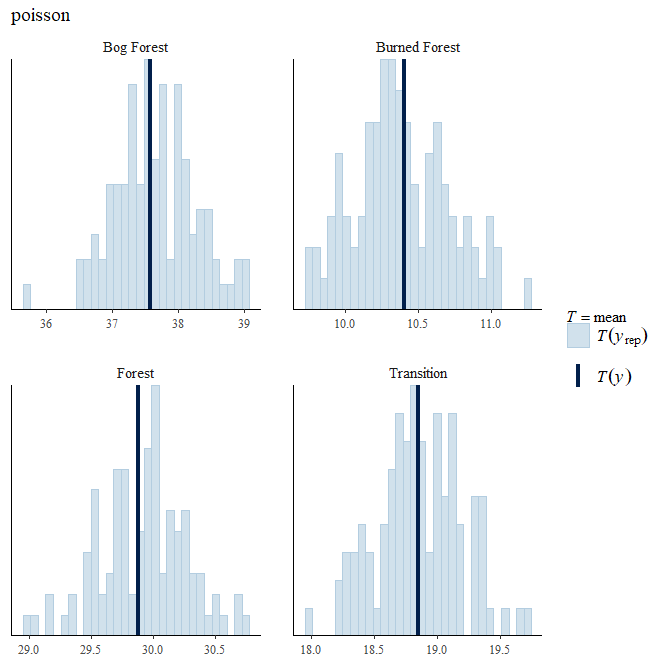 poisson
Bog Forest
Burned Forest
36 37 38 39
10.0 10.5 11.0
T = mean
T(yrep)
T(y)
Forest
Transition
29.0 29.5 30.0 30.5
18.0 18.5 19.0 19.5